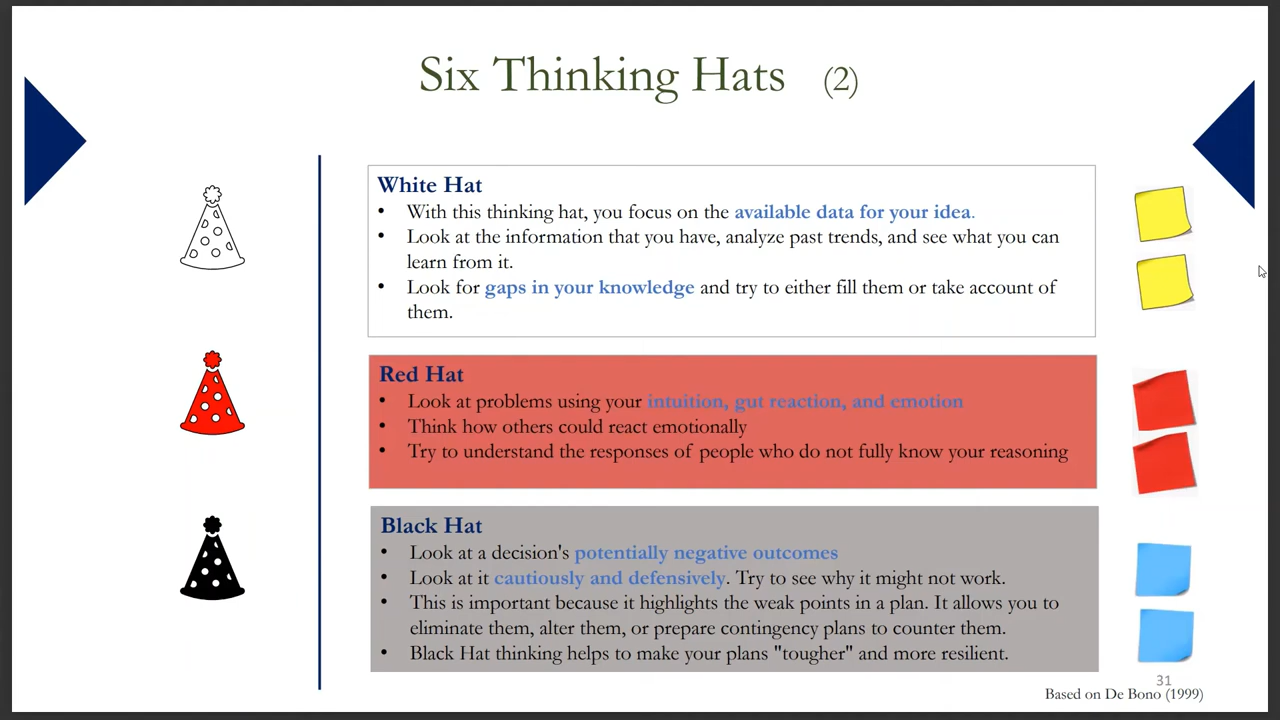 Six Thinking Hats (2)
White Hat
• With this thinking hat, you focus on the available data for your idea.
• Look at the information that you have, analyze past trends, and see what you can
learn from it.
• Look for gaps in your knowledge and try to either fill them or take account of
them.
Red Hat
• Look at problems using your intuition, gut reaction, and emotion
• Think how others could react emotionally
• Try to understand the responses of people who do not fully know your reasoning
Black Hat
• Look at a decision's potentially negative outcomes
• Look at it cautiously and defensively. Try to see why it might not work.
• This is important because it highlights the weak points in a plan. It allows you to
eliminate them, alter them, or prepare contingency plans to counter them.
• Black Hat thinking helps to make your plans "tougher" and more resilient.
31
Based on De Bono (1999)